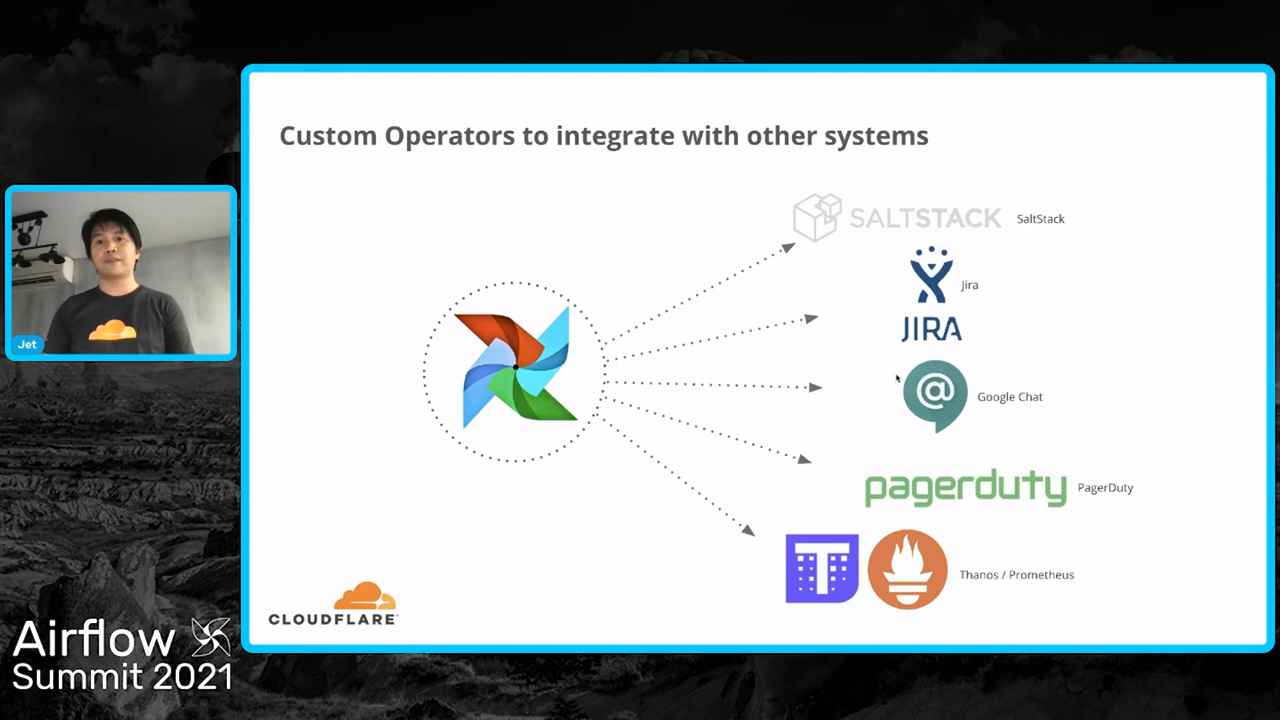 Custom Operators to integrate with other systems
SALTSTACK SaltStack
Jira
JIRA
Google Chat
pagerduty PagerDuty
T Thanos / Prometheus
Jet
CLOUDFLARE
Airflow
Summit 2021